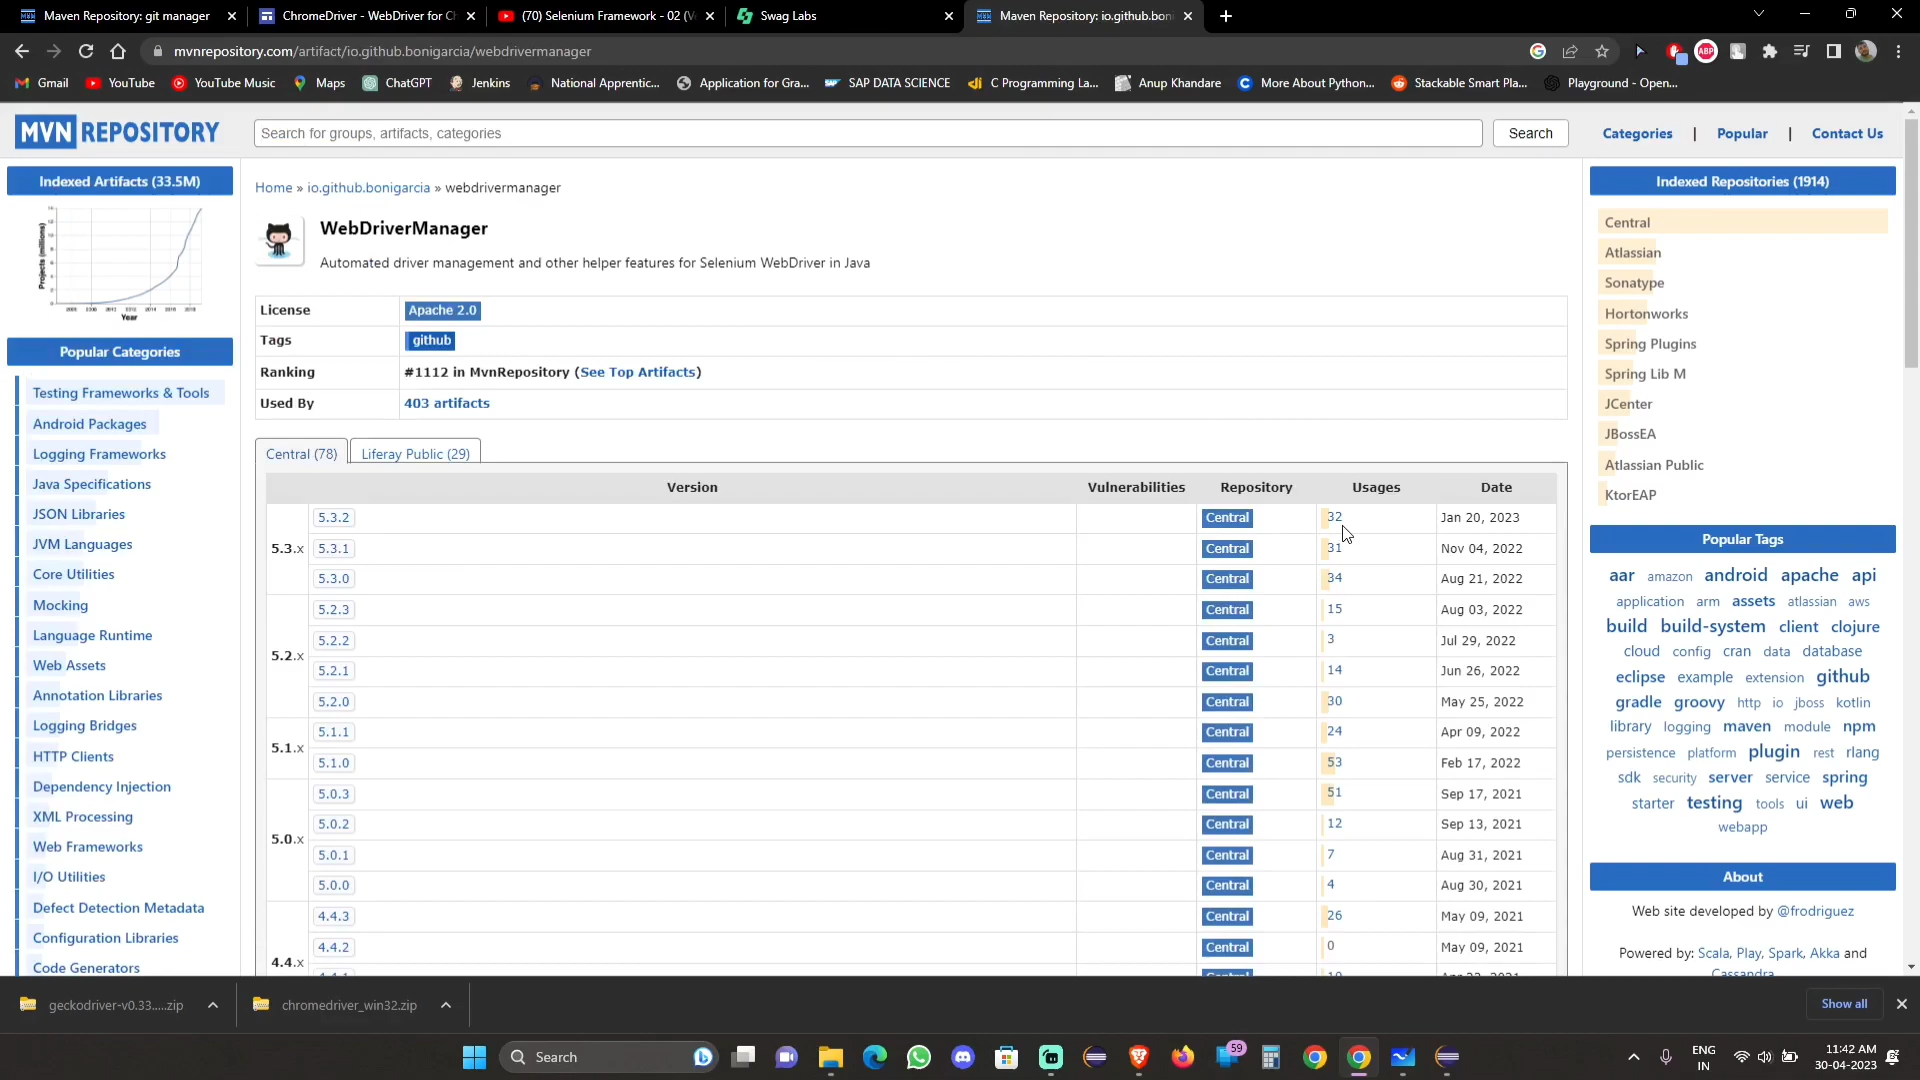 Maven Repository: git manager
ChromeDriver - WebDriver for C
(70) Selenium Framework - 02 (V
Swag Labs
Maven Repository: io.github.boni
mvnrepository.com/artifact/io.github.bonigarcia/webdrivermanager
Gmail
YouTube
YouTube Music
Maps
ChatGPT
Jenkins
National Apprentic...
Application for Gra...
SAP DATA SCIENCE
C Programming La...
Anup Khandare
More About Python...
Stackable Smart Pla...
Playground - Open...
MVN REPOSITORY
Search for groups, artifacts, categories
Search
Categories | Popular | Contact Us
Indexed Artifacts (33.5M)
Projects (millions)
Year
Popular Categories
Testing Frameworks & Tools
Android Packages
Logging Frameworks
Java Specifications
JSON Libraries
JVM Languages
Core Utilities
Mocking
Language Runtime
Web Assets
Annotation Libraries
Logging Bridges
HTTP Clients
Dependency Injection
XML Processing
Web Frameworks
I/O Utilities
Defect Detection Metadata
Configuration Libraries
Code Generators
Home » io.github.bonigarcia » webdrivermanager
WebDriverManager
Automated driver management and other helper features for Selenium WebDriver in Java
License Apache 2.0
Tags github
Ranking #1112 in MvnRepository (See Top Artifacts)
Used By 403 artifacts
Central (78) Liferay Public (29)
Version Vulnerabilities Repository Usages Date
5.3.2 Central 32 Jan 20, 2023
5.3.x 5.3.1 Central 31 Nov 04, 2022
5.3.0 Central 34 Aug 21, 2022
5.2.3 Central 15 Aug 03, 2022
5.2.2 Central 3 Jul 29, 2022
5.2.x
5.2.1 Central 14 Jun 26, 2022
5.2.0 Central 30 May 25, 2022
5.1.1 Central 24 Apr 09, 2022
5.1.x
5.1.0 Central 53 Feb 17, 2022
5.0.3 Central 51 Sep 17, 2021
5.0.2 Central 12 Sep 13, 2021
5.0.x
5.0.1 Central 7 Aug 31, 2021
5.0.0 Central 4 Aug 30, 2021
4.4.3 Central 26 May 09, 2021
4.4.2 Central 0 May 09, 2021
4.4.x
Indexed Repositories (1914)
Central
Atlassian
Sonatype
Hortonworks
Spring Plugins
Spring Lib M
JCenter
JBossEA
Atlassian Public
KtorEAP
Popular Tags
aar amazon android apache api
application arm assets atlassian aws
build build-system client clojure
cloud config cran data database
eclipse example extension github
gradle groovy http io jboss kotlin
library logging maven module npm
persistence platform plugin rest rlang
sdk security server service spring
starter testing tools ui web
webapp
About
Web site developed by @frodriguez
Powered by: Scala, Play, Spark, Akka and
Cassandra
geckodriver-v0.33.....zip
chromedriver_win32.zip
Show all
Search
59
ENG
IN
11:42 AM
30-04-2023